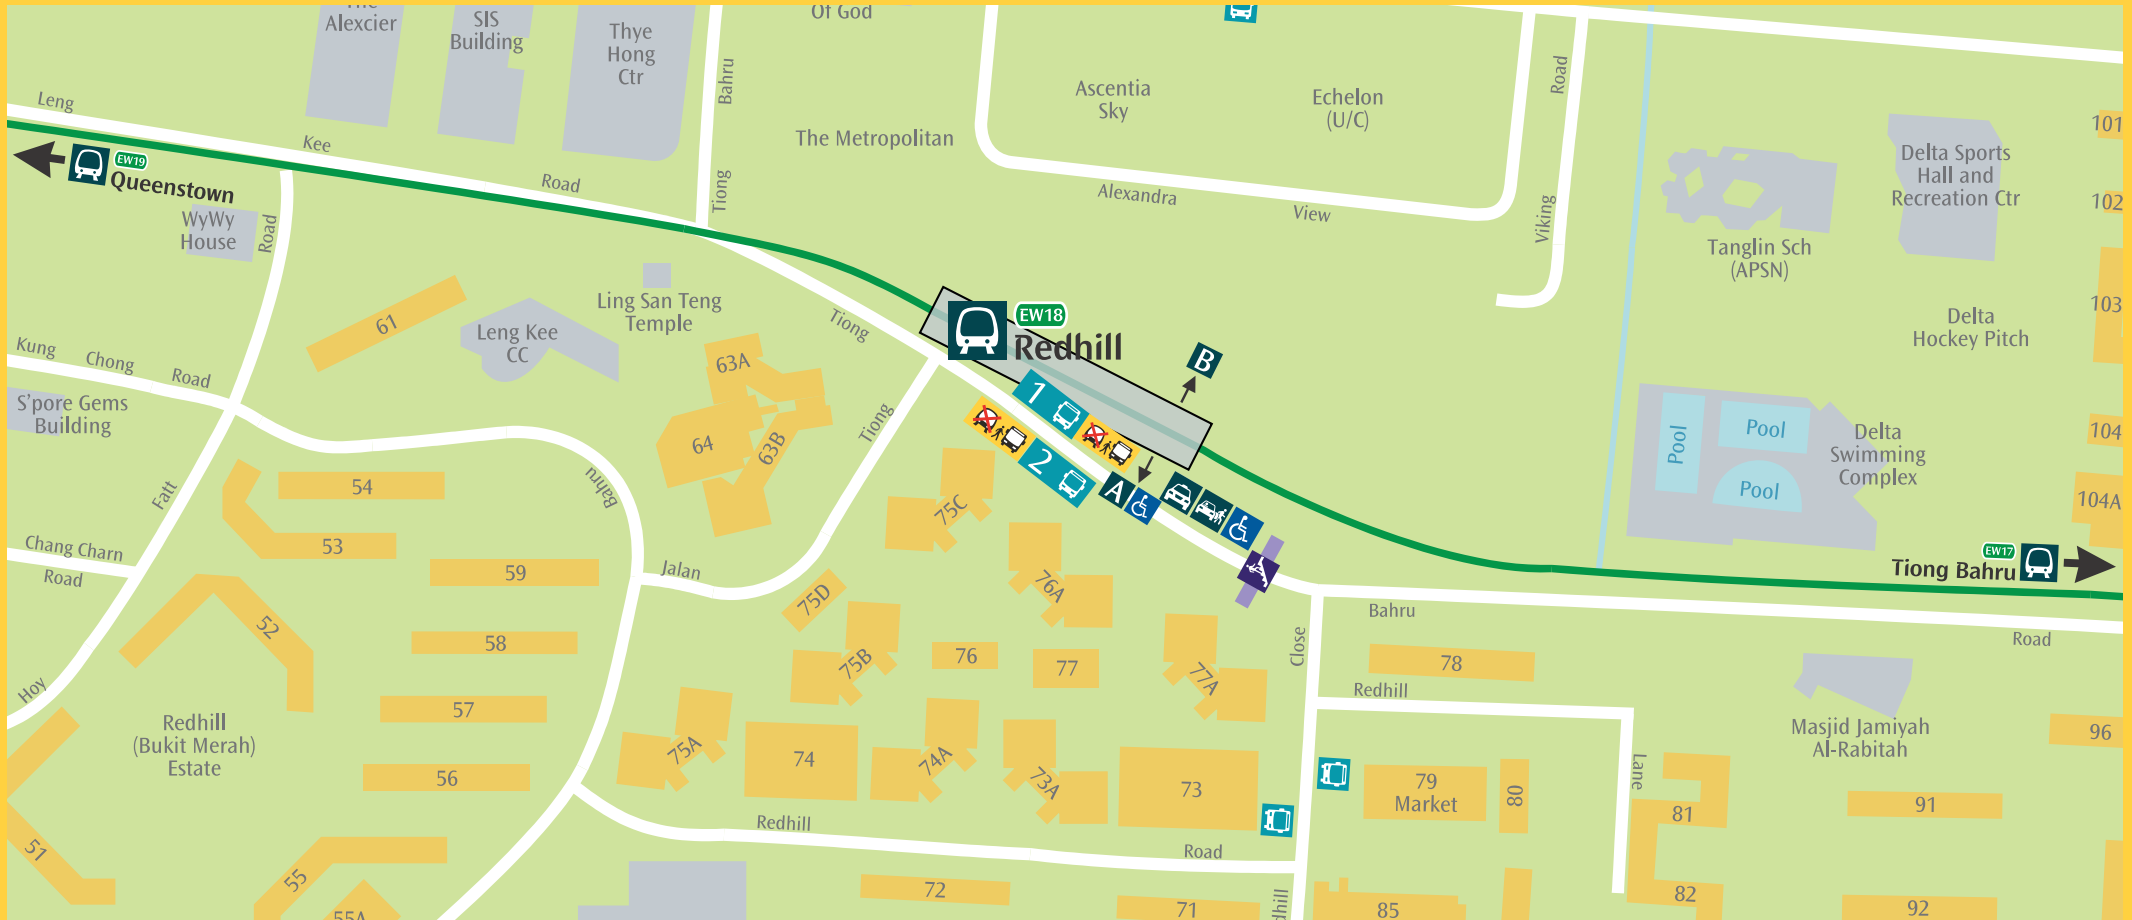 The
Alexcier
SIS
Building
Thye
Hong
Ctr
Of God
Bahru
Tiong
Ascentia
Sky
Echelon
(U/C)
The Metropolitan
Road
Viking
Alexandra
View
Leng
Kee
Road
EW19
Queenstown
WyWy
House
Road
Delta Sports
Hall and
Recreation Ctr
Tanglin Sch
(APSN)
Delta
Hockey Pitch
101
102
103
104
104A
61
Leng Kee
CC
Ling San Teng
Temple
Tiong
EW18
Redhill
B
1
2
A
63A
64
63B
Tiong
Kung
Chong
Road
S'pore Gems
Building
Fatt
Bahru
Pool
Pool
Pool
Delta
Swimming
Complex
54
53
59
58
57
56
52
Chang Charn
Road
Hoy
Jalan
75C
75D
75B
75A
76A
76
77
77A
74
74A
73A
73
EW17
Tiong Bahru
Bahru
Road
Close
78
Redhill
Lane
79
Market
80
81
82
Masjid Jamiyah
Al-Rabitah
96
91
92
Redhill
(Bukit Merah)
Estate
51
55
55A
Redhill
Road
72
71
85